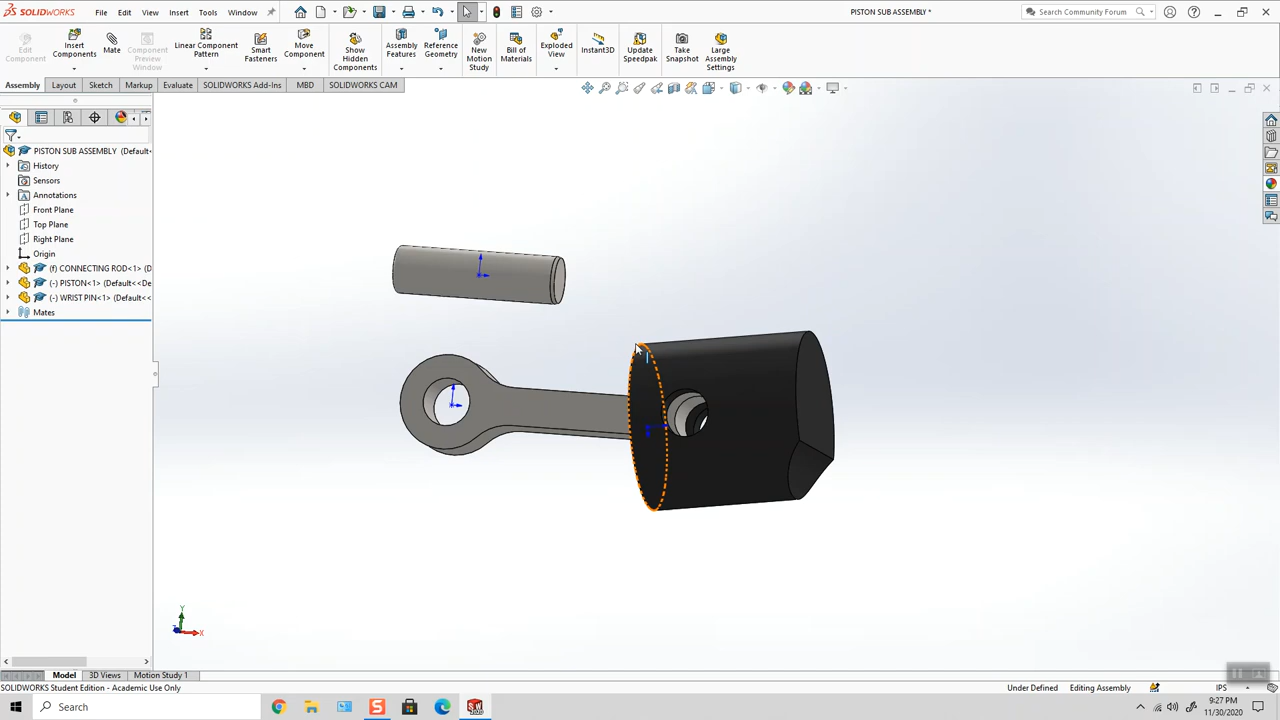 SOLIDWORKS File Edit View Insert Tools Window PISTON SUB ASSEMBLY * Search Community Forum
Edit Component
Insert Components
Mate
Component Preview Window
Linear Component Pattern
Smart Fasteners
Move Component
Show Hidden Components
Assembly Features
Reference Geometry
New Motion Study
Bill of Materials
Exploded View
Instant3D
Update Speedpak
Take Snapshot
Large Assembly Settings
Assembly Layout Sketch Markup Evaluate SOLIDWORKS Add-Ins MBD SOLIDWORKS CAM
PISTON SUB ASSEMBLY (Default<
History
Sensors
Annotations
Front Plane
Top Plane
Right Plane
Origin
(f) CONNECTING ROD<1> (D
(-) PISTON<1> (Default<<De
(-) WRIST PIN<1> (Default<<
Mates
Y
X
Model 3D Views Motion Study 1
SOLIDWORKS Student Edition - Academic Use Only Under Defined Editing Assembly IPS
Search 9:27 PM
11/30/2020